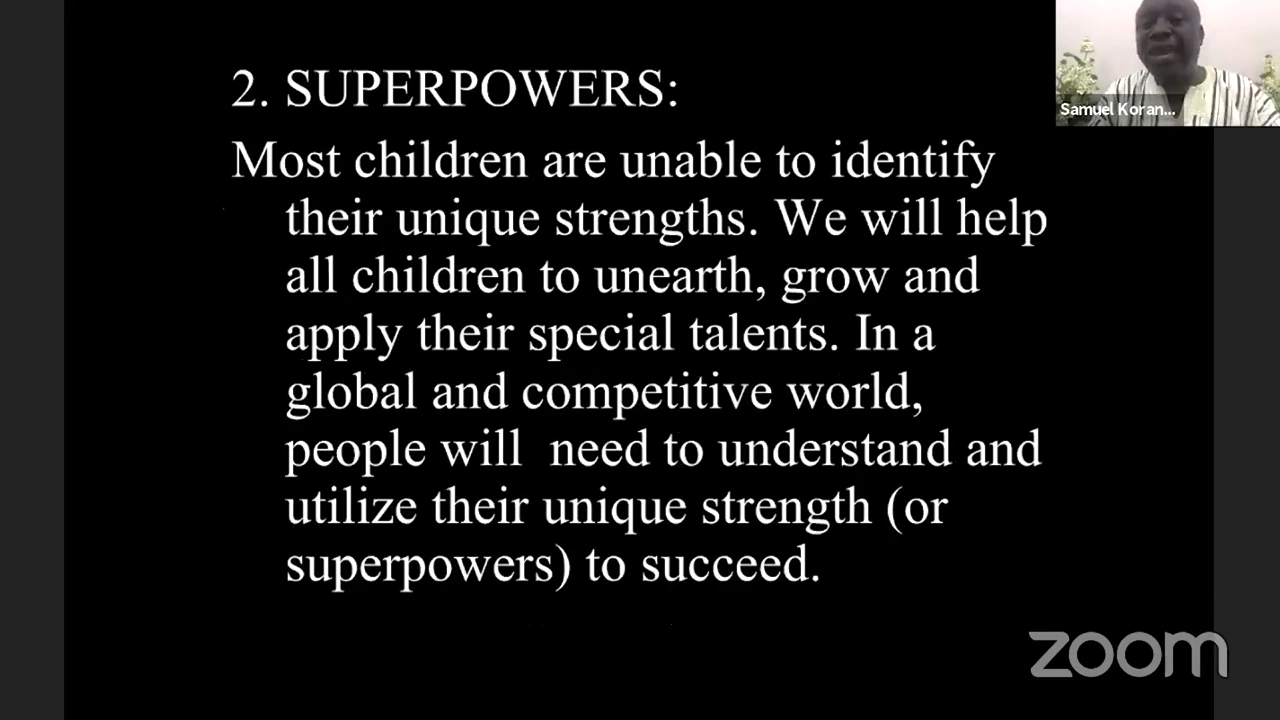 2. SUPERPOWERS:
Most children are unable to identify
their unique strengths. We will help
all children to unearth, grow and
apply their special talents. In a
global and competitive world,
people will  need to understand and
utilize their unique strength (or
superpowers) to succeed.
Samuel Koran...
zoom